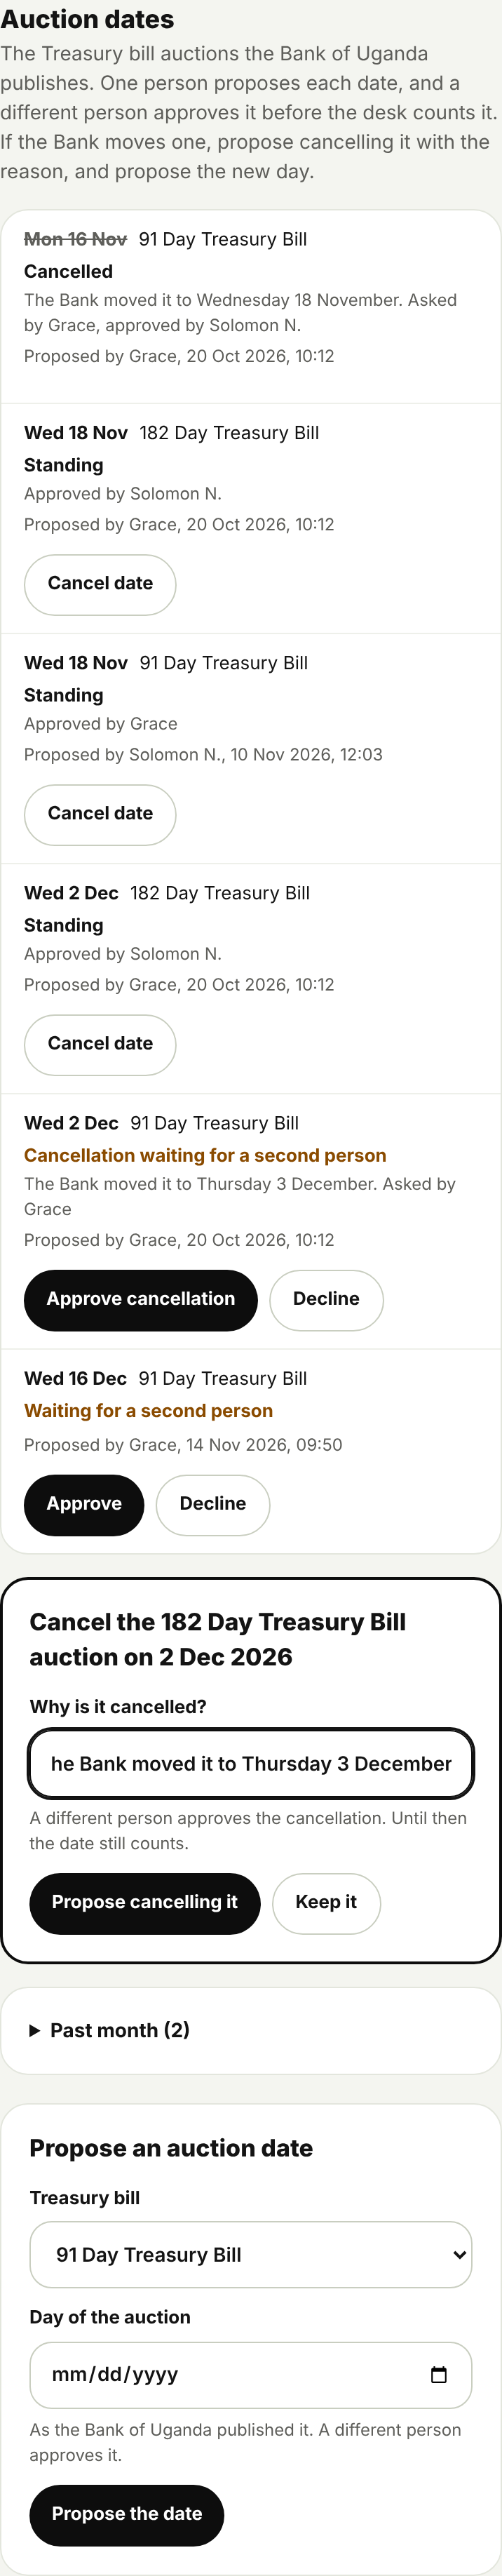 Auction dates
The Treasury bill auctions the Bank of Uganda
publishes. One person proposes each date, and a
different person approves it before the desk counts it.
If the Bank moves one, propose cancelling it with the
reason, and propose the new day.
Mon 16 Nov 91 Day Treasury Bill
Cancelled
The Bank moved it to Wednesday 18 November. Asked
by Grace, approved by Solomon N.
Proposed by Grace, 20 Oct 2026, 10:12
Wed 18 Nov 182 Day Treasury Bill
Standing
Approved by Solomon N.
Proposed by Grace, 20 Oct 2026, 10:12
Cancel date
Wed 18 Nov 91 Day Treasury Bill
Standing
Approved by Grace
Proposed by Solomon N., 10 Nov 2026, 12:03
Cancel date
Wed 2 Dec 182 Day Treasury Bill
Standing
Approved by Solomon N.
Proposed by Grace, 20 Oct 2026, 10:12
Cancel date
Wed 2 Dec 91 Day Treasury Bill
Cancellation waiting for a second person
The Bank moved it to Thursday 3 December. Asked by
Grace
Proposed by Grace, 20 Oct 2026, 10:12
Approve cancellation Decline
Wed 16 Dec 91 Day Treasury Bill
Waiting for a second person
Proposed by Grace, 14 Nov 2026, 09:50
Approve Decline
Cancel the 182 Day Treasury Bill
auction on 2 Dec 2026
Why is it cancelled?
he Bank moved it to Thursday 3 December
A different person approves the cancellation. Until then
the date still counts.
Propose cancelling it Keep it
Past month (2)
Propose an auction date
Treasury bill
91 Day Treasury Bill
Day of the auction
mm/dd/yyyy
As the Bank of Uganda published it. A different person
approves it.
Propose the date